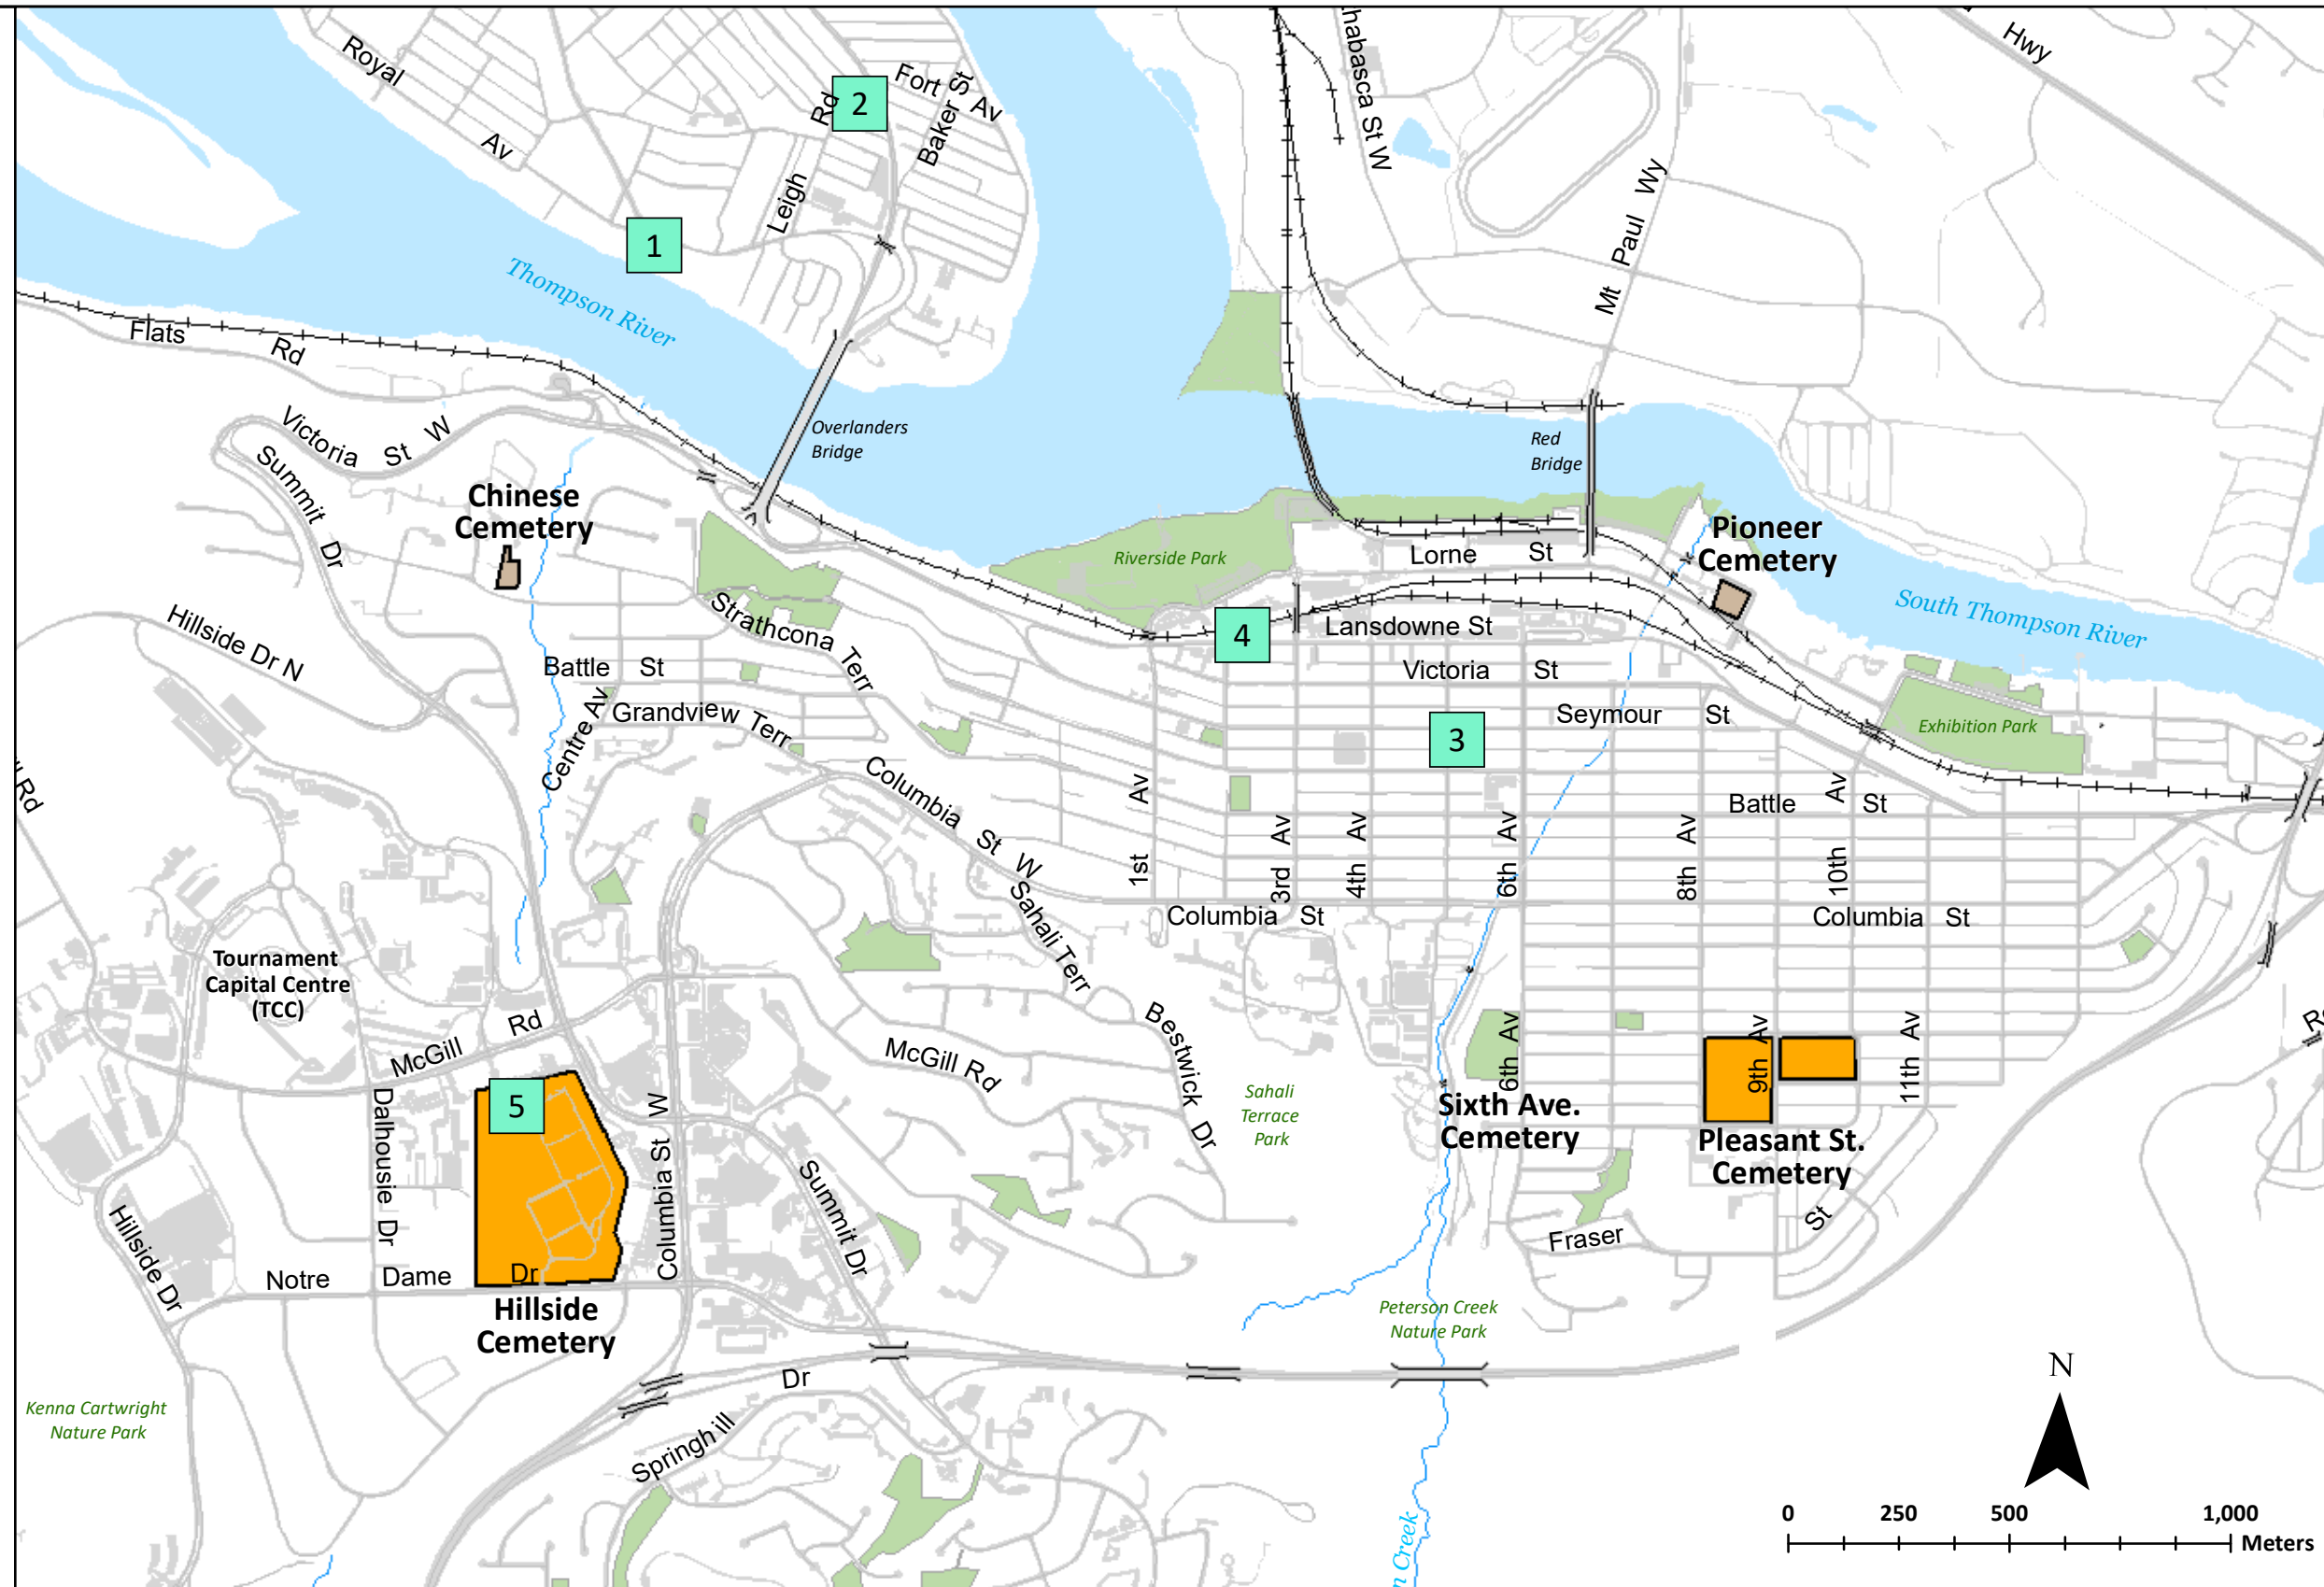 Royal
Av
Rd
2
Fort
Av
Baker St
Leigh
1
Thompson River
Athabasca St W
Hwy
Mt Paul Wy
Flats
Rd
Victoria St W
Summit Dr
Overlanders
Bridge
Red
Bridge
Chinese
Cemetery
Pioneer
Cemetery
Riverside Park
Lorne St
South Thompson River
Hillside Dr N
Strathcona Terr
4
Lansdowne St
Battle St
Victoria St
Centre Av
Grandview Terr
Seymour St
3
Exhibition Park
Columbia St W
Battle St
1st Av
3rd Av
4th Av
6th Av
8th Av
10th Av
Columbia St
Columbia St
Sahali Terr
Tournament
Capital Centre
(TCC)
McGill Rd
McGill Rd
Bestwick Dr
Sahali
Terrace
Park
6th Av
9th Av
11th Av
5
Dalhousie Dr
Columbia St W
Sixth Ave.
Cemetery
Pleasant St.
Cemetery
Summit Dr
Hillside Dr
Notre Dame Dr
Hillside
Cemetery
Fraser St
Peterson Creek
Nature Park
Kenna Cartwright
Nature Park
Springhill Dr
n Creek
N
0 250 500 1,000
Meters